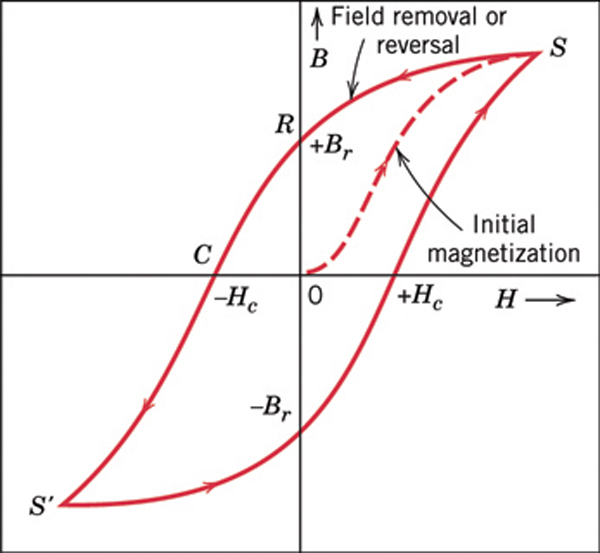 Field removal or
reversal
B
S
R
+Br
Initial
magnetization
C
–Hc
0
+Hc
H
–Br
S′